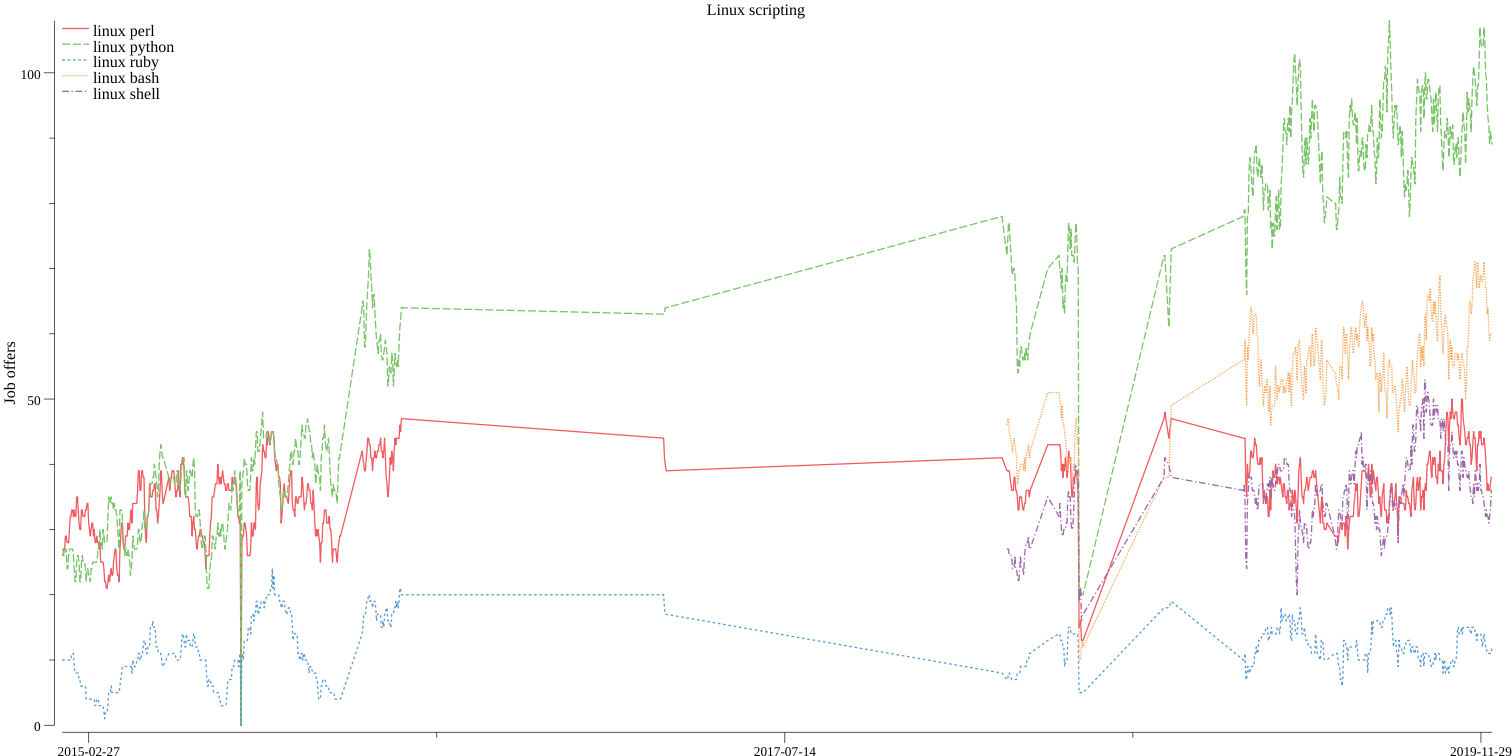 Linux scripting
linux perl
linux python
linux ruby
linux bash
linux shell
100
50
0
Job offers
2015-02-27
2017-07-14
2019-11-29